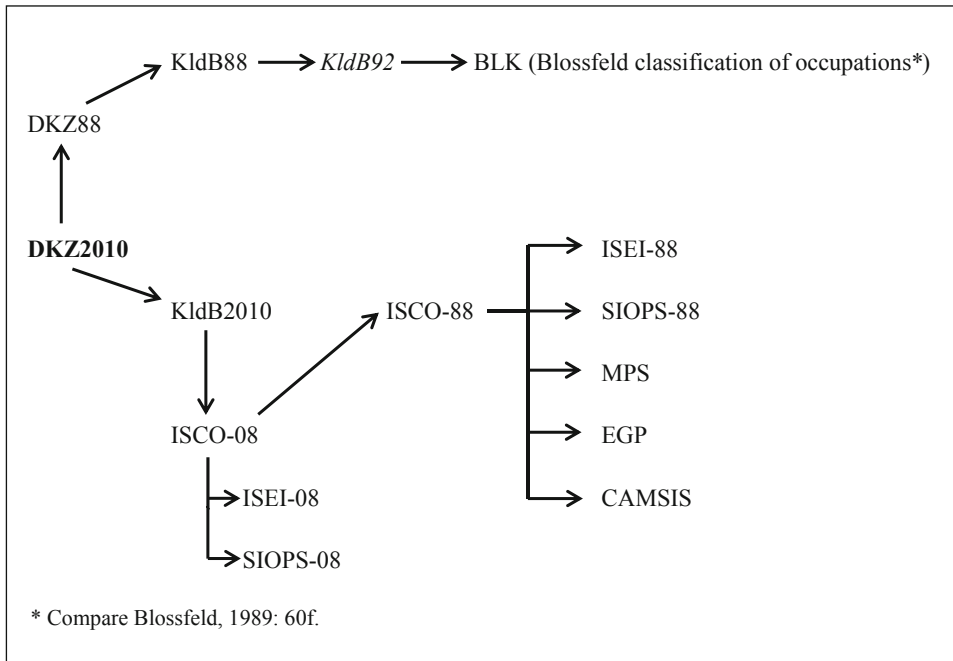 KldB88 KldB92 BLK (Blossfeld classification of occupations*)
DKZ88
DKZ2010 ISEI-88
KldB2010 ISCO-88 SIOPS-88
MPS
ISCO-08 EGP
ISEI-08 CAMSIS
SIOPS-08
* Compare Blossfeld, 1989: 60f.